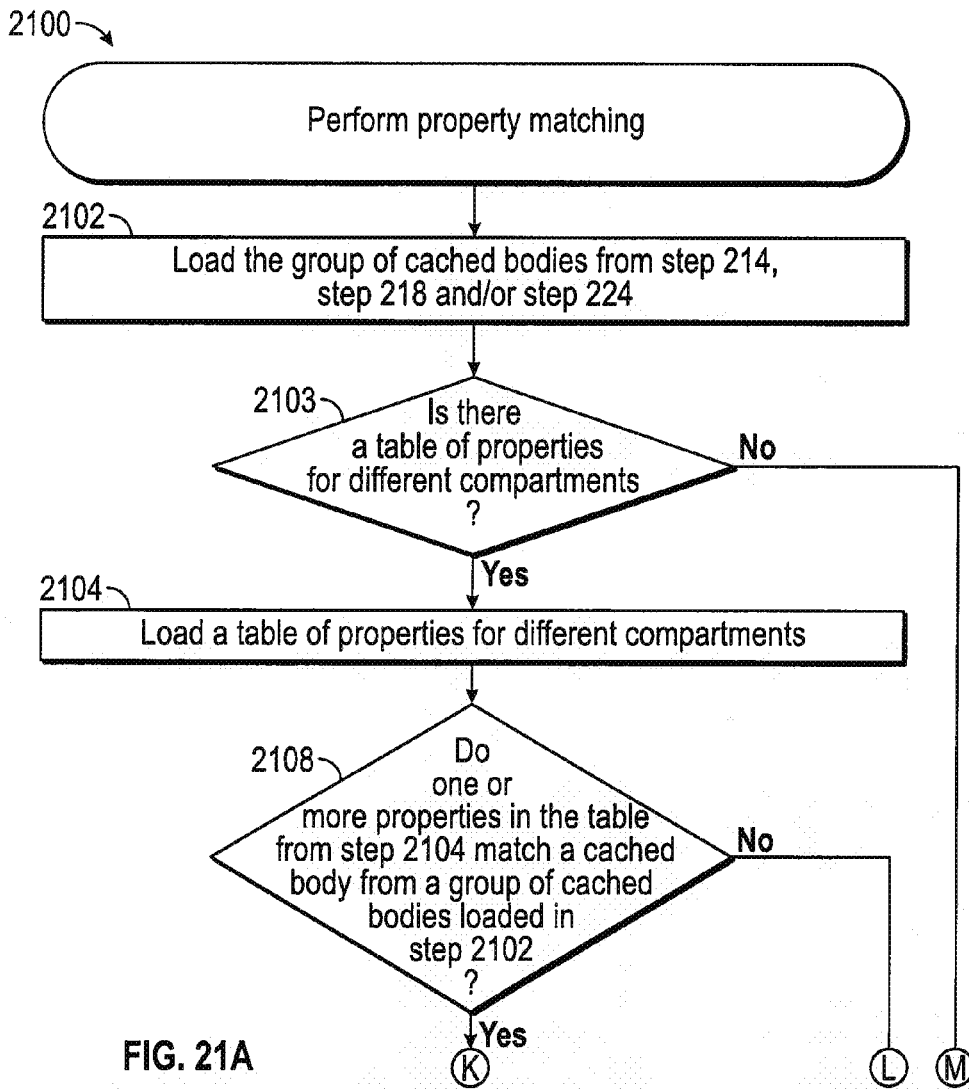 2100
Perform property matching
2102
Load the group of cached bodies from step 214,
step 218 and/or step 224
2103
Is there
a table of properties
for different compartments
?
No
Yes
2104
Load a table of properties for different compartments
2108
Do
one or
more properties in the table
from step 2104 match a cached
body from a group of cached
bodies loaded in
step 2102
?
No
Yes
FIG. 21A
K
L
M